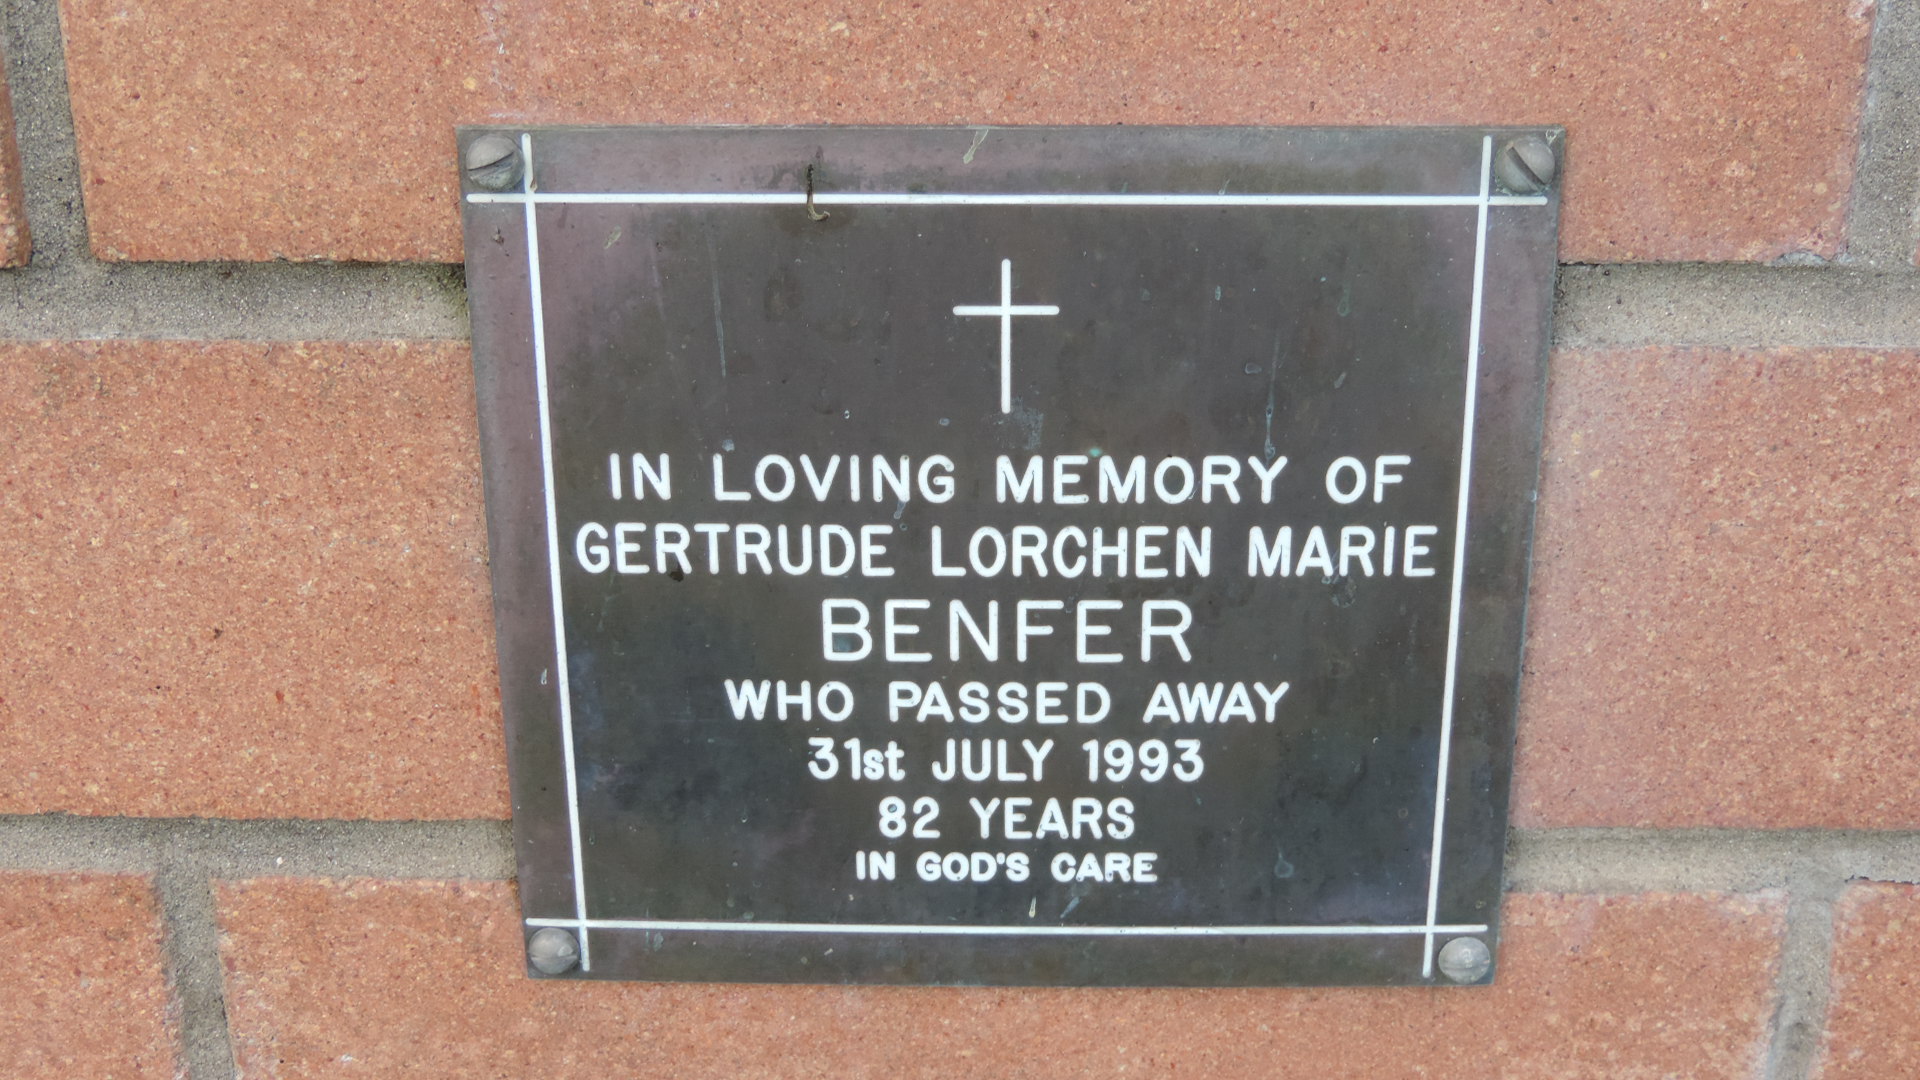 IN LOVING MEMORY OF
GERTRUDE LORCHEN MARIE
BENFER
WHO PASSED AWAY
31st JULY 1993
82 YEARS
IN GOD'S CARE